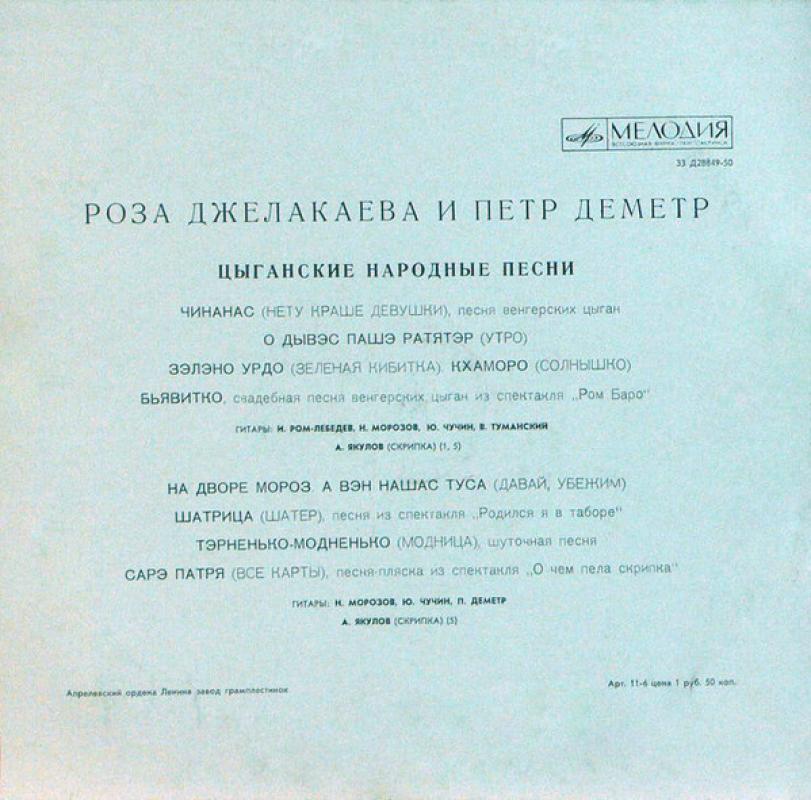 МЕЛОДИЯ
ВСЕСОЮЗНАЯ ФИРМА ГРАМПЛАСТИНОК
33 Д28849-50
РОЗА ДЖЕЛАКАЕВА И ПЕТР ДЕМЕТР
ЦЫГАНСКИЕ НАРОДНЫЕ ПЕСНИ
ЧИНАНАС (НЕТУ КРАШЕ ДЕВУШКИ), песня венгерских цыган
О ДЫВЭС ПАШЭ РАТЯТЭР (УТРО)
ЗЭЛЭНО УРДО (ЗЕЛЕНАЯ КИБИТКА). КХАМОРО (СОЛНЫШКО)
БЬЯВИТКО, свадебная песня венгерских цыган из спектакля „Ром Баро"
ГИТАРЫ: И. РОМ-ЛЕБЕДЕВ, Н. МОРОЗОВ, Ю. ЧУЧИН, В. ТУМАНСКИЙ
А. ЯКУЛОВ (СКРИПКА) (1, 5)
НА ДВОРЕ МОРОЗ. А ВЭН НАШАС ТУСА (ДАВАЙ, УБЕЖИМ)
ШАТРИЦА (ШАТЕР), песня из спектакля „Родился я в таборе"
ТЭРНЕНЬКО-МОДНЕНЬКО (МОДНИЦА), шуточная песня
САРЭ ПАТРЯ (ВСЕ КАРТЫ), песня-пляска из спектакля „О чем пела скрипка"
ГИТАРЫ: Н. МОРОЗОВ, Ю. ЧУЧИН, П. ДЕМЕТР
А. ЯКУЛОВ (СКРИПКА) (5)
Апрелевский ордена Ленина завод грампластинок
Арт. 11-6 цена 1 руб. 50 коп.